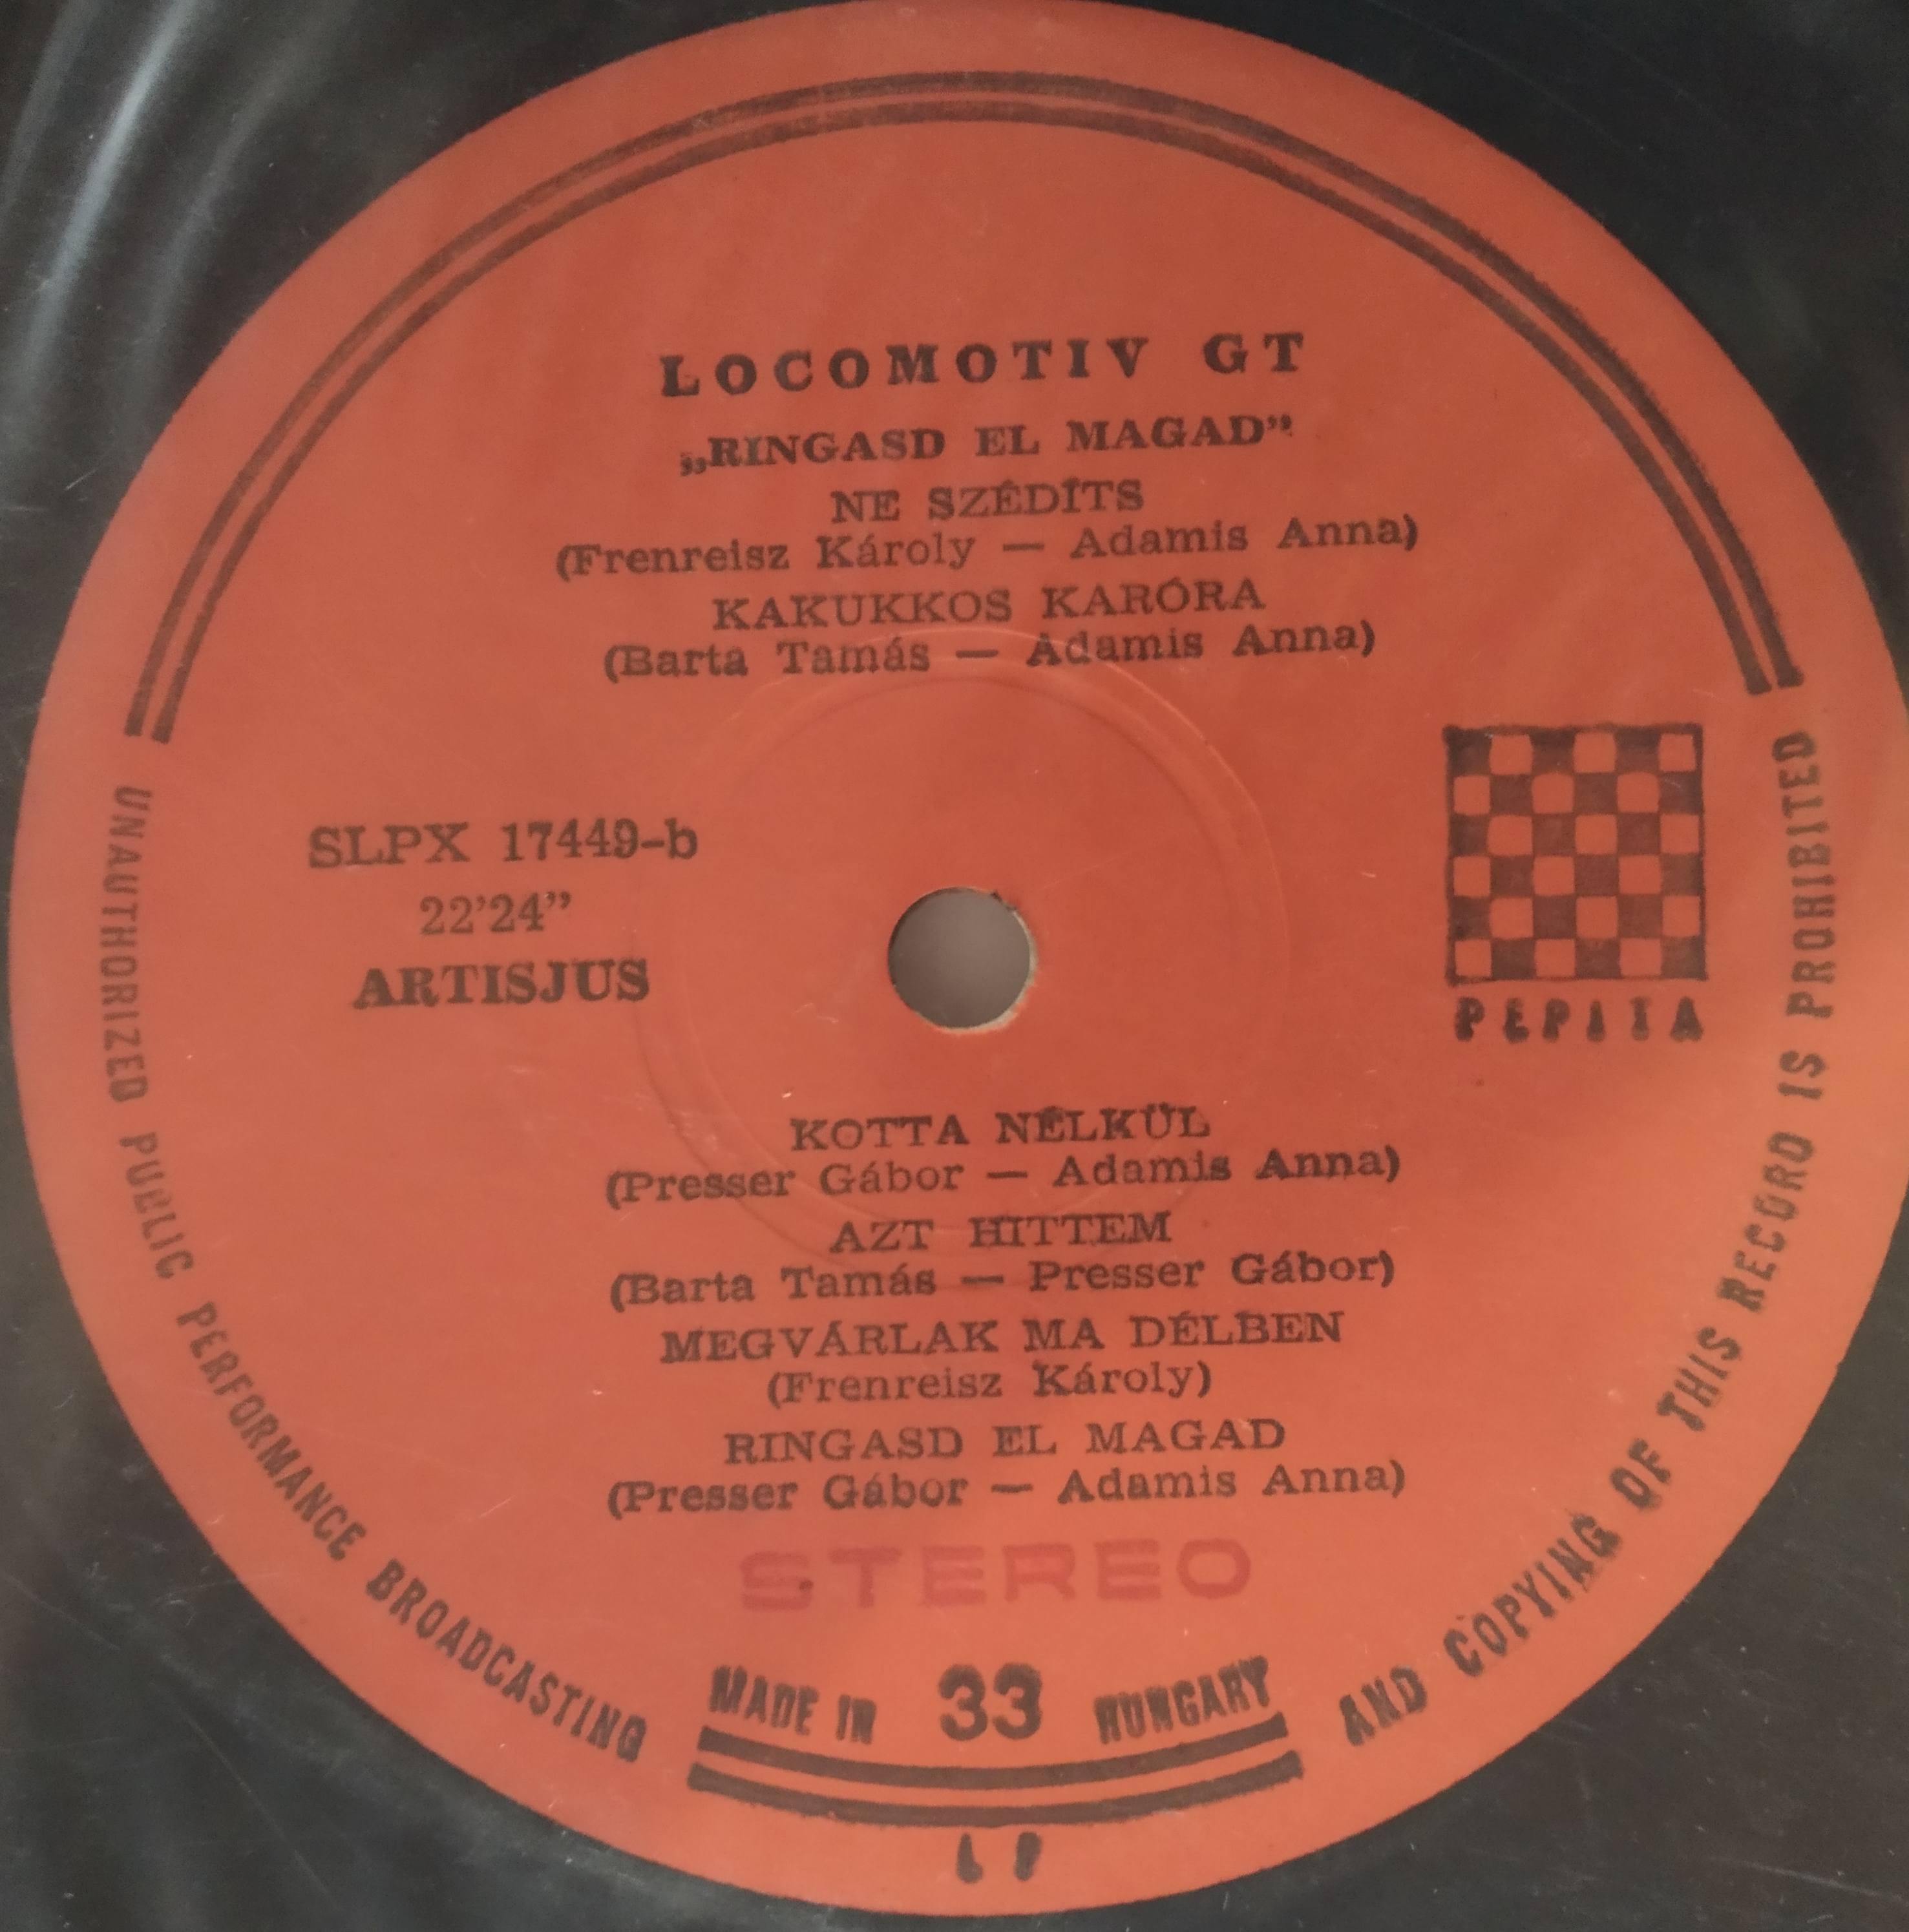 LOCOMOTIV GT
„RINGASD EL MAGAD”
NE SZÉDÍTS
(Frenreisz Károly — Adamis Anna)
KAKUKKOS KARÓRA
(Barta Tamás — Adamis Anna)
SLPX 17449-b
22’24”
ARTISJUS
PEPITA
KOTTA NÉLKÜL
(Presser Gábor — Adamis Anna)
AZT HITTEM
(Barta Tamás — Presser Gábor)
MEGVÁRLAK MA DÉLBEN
(Frenreisz Károly)
RINGASD EL MAGAD
(Presser Gábor — Adamis Anna)
STEREO
MADE IN 33 HUNGARY
LP
UNAUTHORIZED PUBLIC PERFORMANCE BROADCASTING AND COPYING OF THIS RECORD IS PROHIBITED